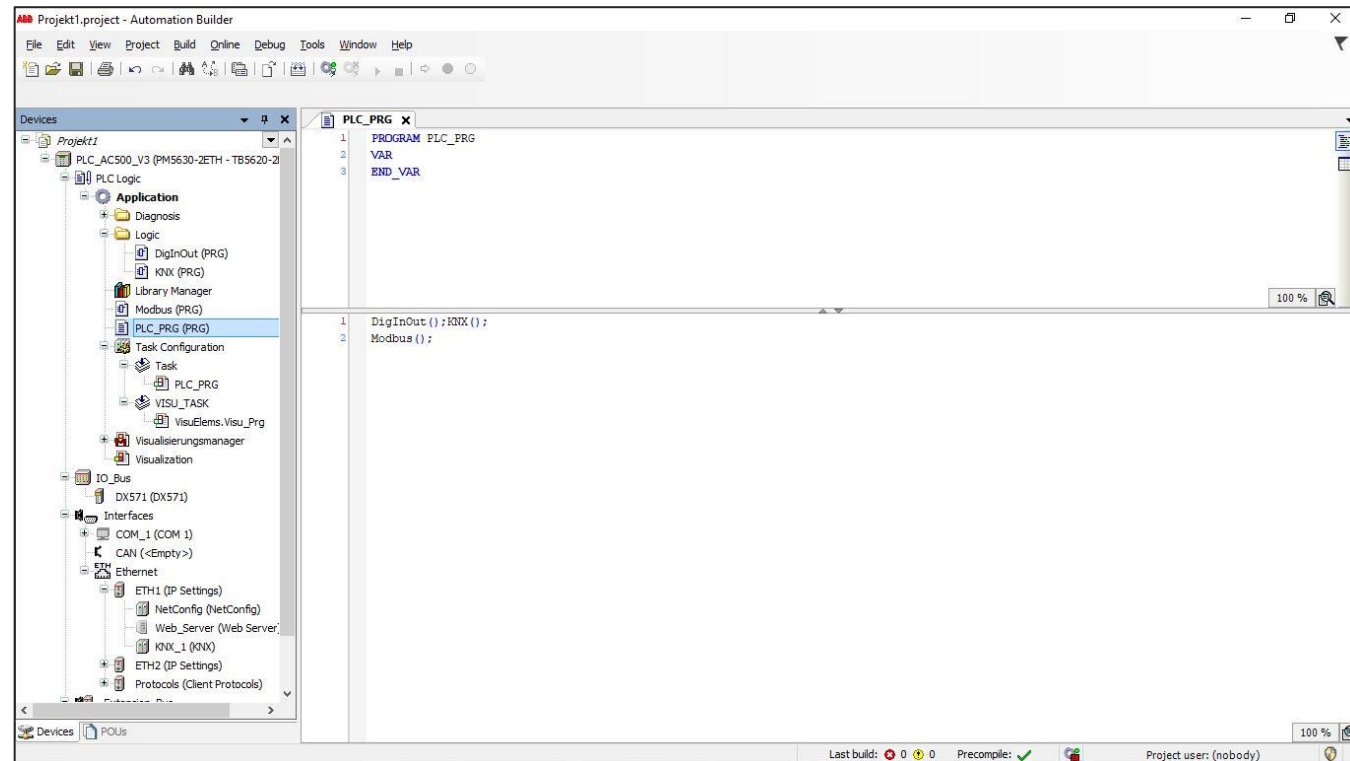 ABB Projekt1.project - Automation Builder
File Edit View Project Build Online Debug Tools Window Help
Devices
Projekt1
PLC_AC500_V3 (PM5630-2ETH - TB5620-2
PLC Logic
Application
Diagnosis
Logic
DigInOut (PRG)
KNX (PRG)
Library Manager
Modbus (PRG)
PLC_PRG (PRG)
Task Configuration
Task
PLC_PRG
VISU_TASK
VisuElems.Visu_Prg
Visualisierungsmanager
Visualization
IO_Bus
DX571 (DX571)
Interfaces
COM_1 (COM 1)
CAN (<Empty>)
ETH Ethernet
ETH1 (IP Settings)
NetConfig (NetConfig)
Web_Server (Web Server)
KNX_1 (KNX)
ETH2 (IP Settings)
Protocols (Client Protocols)
Devices POUs
PLC_PRG
1 PROGRAM PLC_PRG
2 VAR
3 END_VAR
100 %
1 DigInOut();KNX();
2 Modbus();
100 %
Last build: 0 0 Precompile: Project user: (nobody)